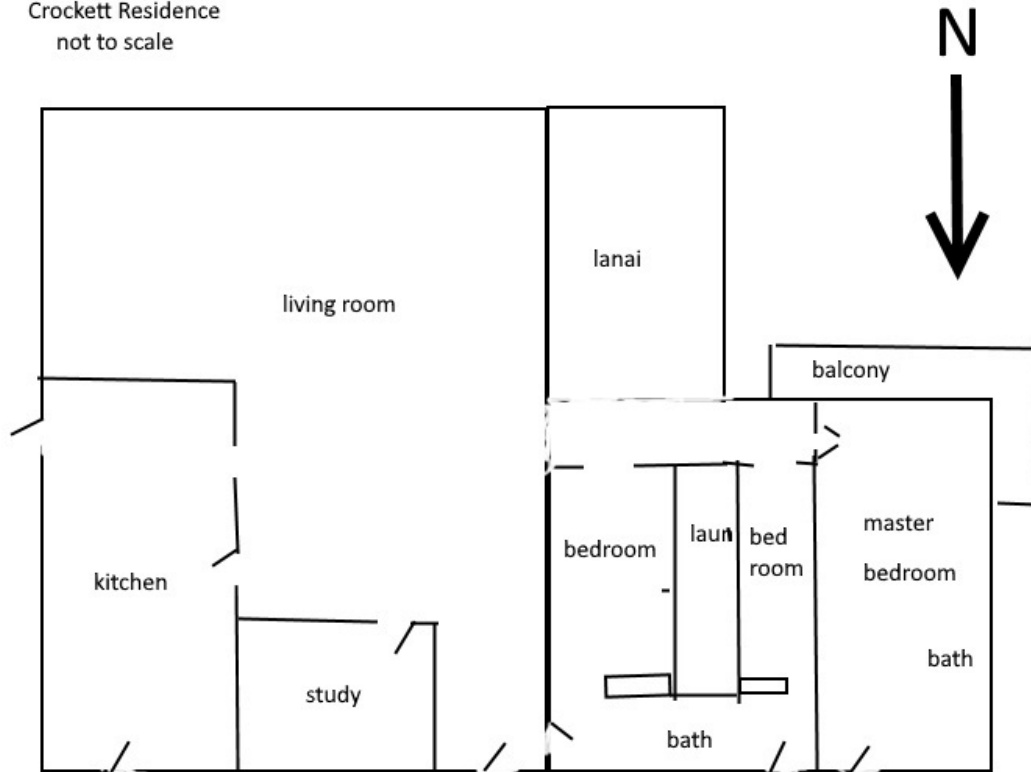 Crockett Residence
not to scale
N
lanai
living room
balcony
master
bedroom
bedroom
laun
bed
room
kitchen
bath
study
bath